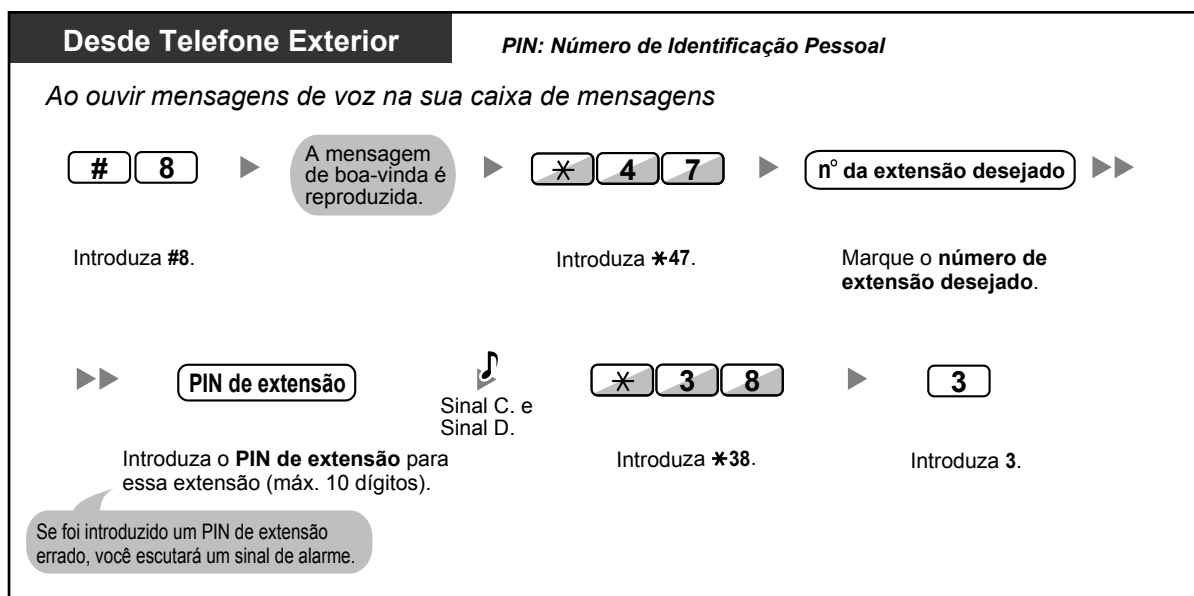 Desde Telefone Exterior
PIN: Número de Identificação Pessoal
Ao ouvir mensagens de voz na sua caixa de mensagens
# 8
A mensagem
de boa-vinda é
reproduzida.
* 4 7
n° da extensão desejado
Introduza #8.
Introduza *47.
Marque o número de
extensão desejado.
PIN de extensão
Sinal C. e
Sinal D.
* 3 8
3
Introduza o PIN de extensão para
essa extensão (máx. 10 dígitos).
Introduza *38.
Introduza 3.
Se foi introduzido um PIN de extensão
errado, você escutará um sinal de alarme.